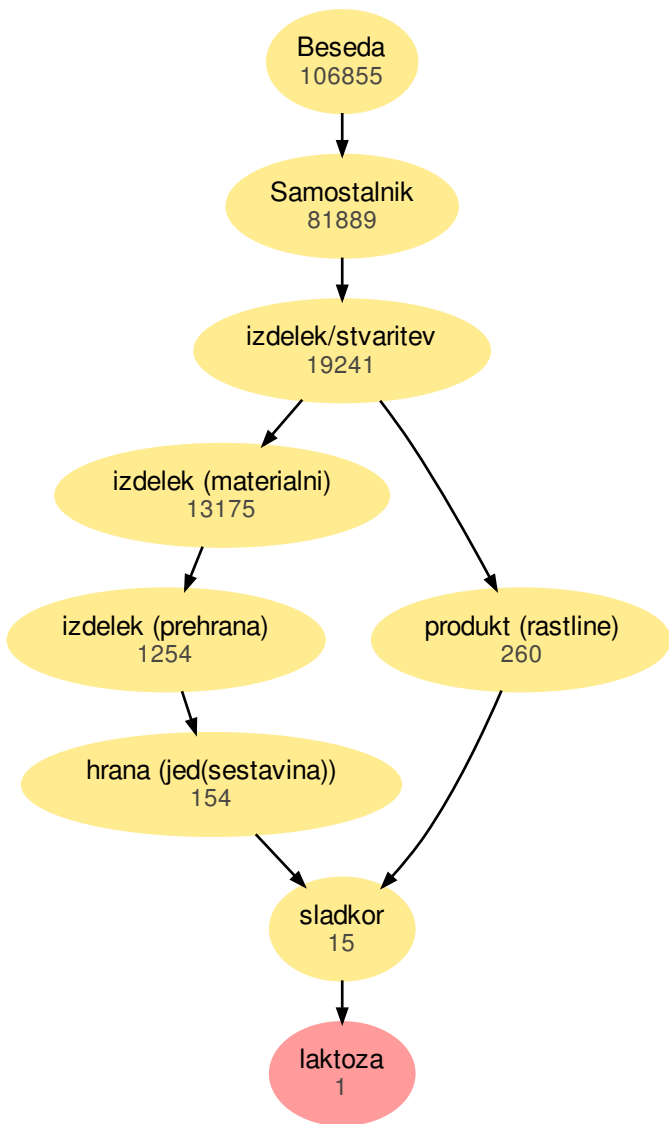 Beseda
106855
Samostalnik
81889
izdelek/stvaritev
19241
izdelek (materialni)
13175
izdelek (prehrana)
1254
produkt (rastline)
260
hrana (jed(sestavina))
154
sladkor
15
laktoza
1